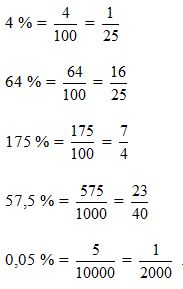 4 % = 4/100 = 1/25
64 % = 64/100 = 16/25
175 % = 175/100 = 7/4
57,5 % = 575/1000 = 23/40
0,05 % = 5/10000 = 1/2000 .